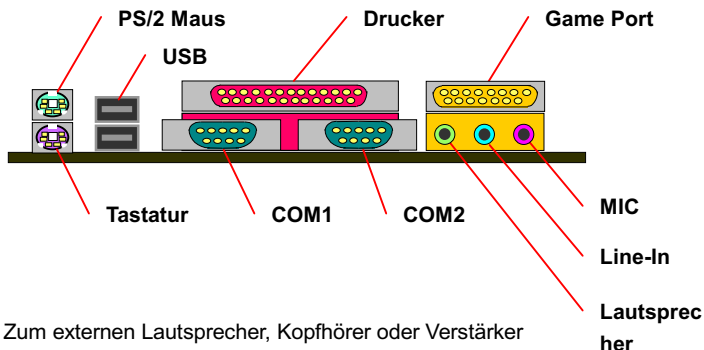 PS/2 Maus
Drucker
Game Port
USB
Tastatur
COM1
COM2
MIC
Line-In
Lautsprec
her
Zum externen Lautsprecher, Kopfhörer oder Verstärker